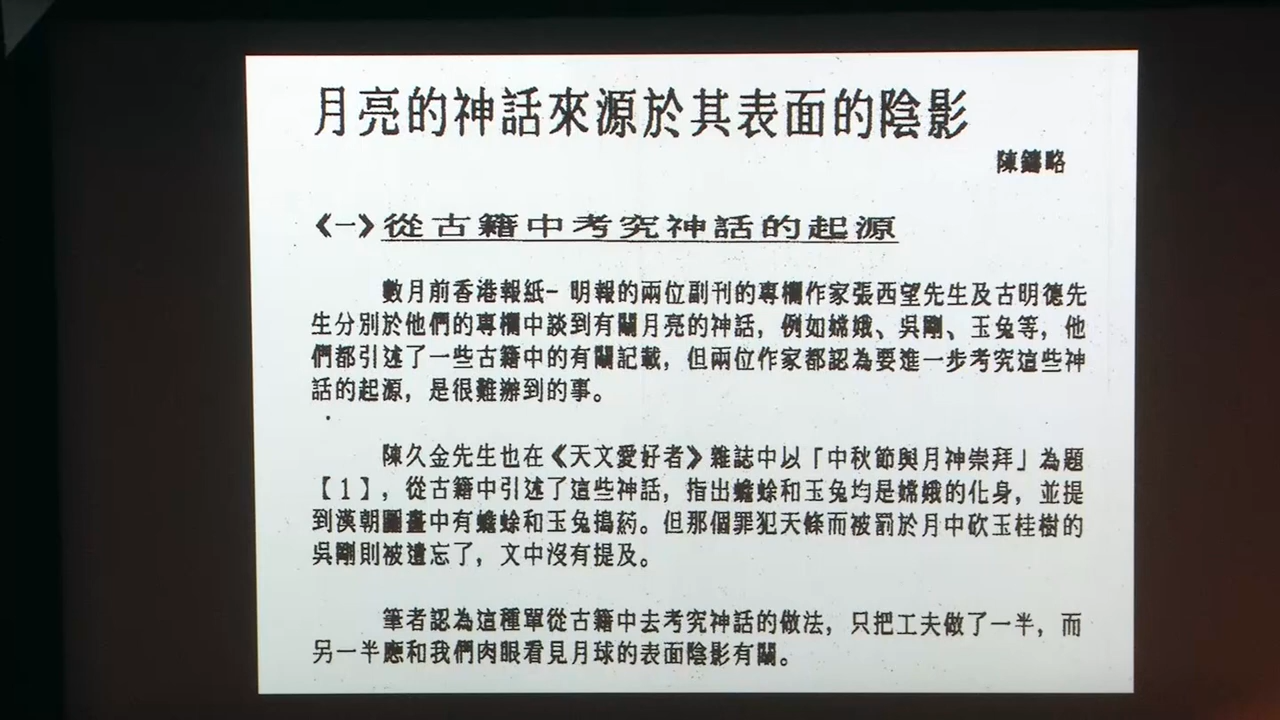 月亮的神話來源於其表面的陰影
陳鑄略
《一》從古籍中考究神話的起源
數月前香港報紙－明報的兩位副刊的專欄作家張西望先生及古明德先
生分別於他們的專欄中談到有關月亮的神話，例如嫦娥、吳剛、玉兔等，他
們都引述了一些古籍中的有關記載，但兩位作家都認為要進一步考究這些神
話的起源，是很難辦到的事。
陳久金先生也在《天文愛好者》雜誌中以「中秋節與月神崇拜」為題
【1】，從古籍中引述了這些神話，指出蟾蜍和玉兔均是嫦娥的化身，並提
到漢朝圖畫中有蟾蜍和玉兔搗葯。但那個罪犯天條而被罰於月中砍玉桂樹的
吳剛則被遺忘了，文中沒有提及。
筆者認為這種單從古籍中去考究神話的做法，只把工夫做了一半，而
另一半應和我們肉眼看見月球的表面陰影有關。